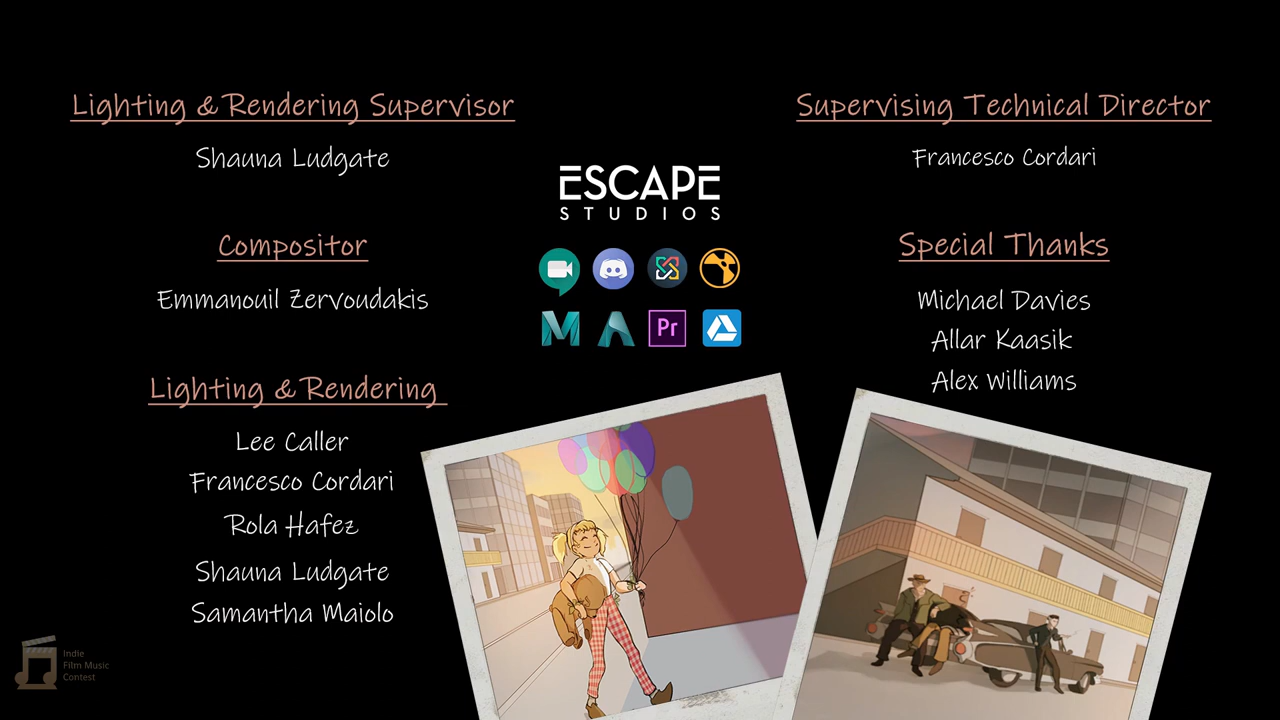 Lighting & Rendering Supervisor
Shauna Ludgate
Compositor
Emmanouil Zervoudakis
Lighting & Rendering
Lee Caller
Francesco Cordari
Rola Hafez
Shauna Ludgate
Samantha Maiolo
ESCAPE
STUDIOS
Pr
Supervising Technical Director
Francesco Cordari
Special Thanks
Michael Davies
Allar Kaasik
Alex Williams
Indie
Film Music
Contest